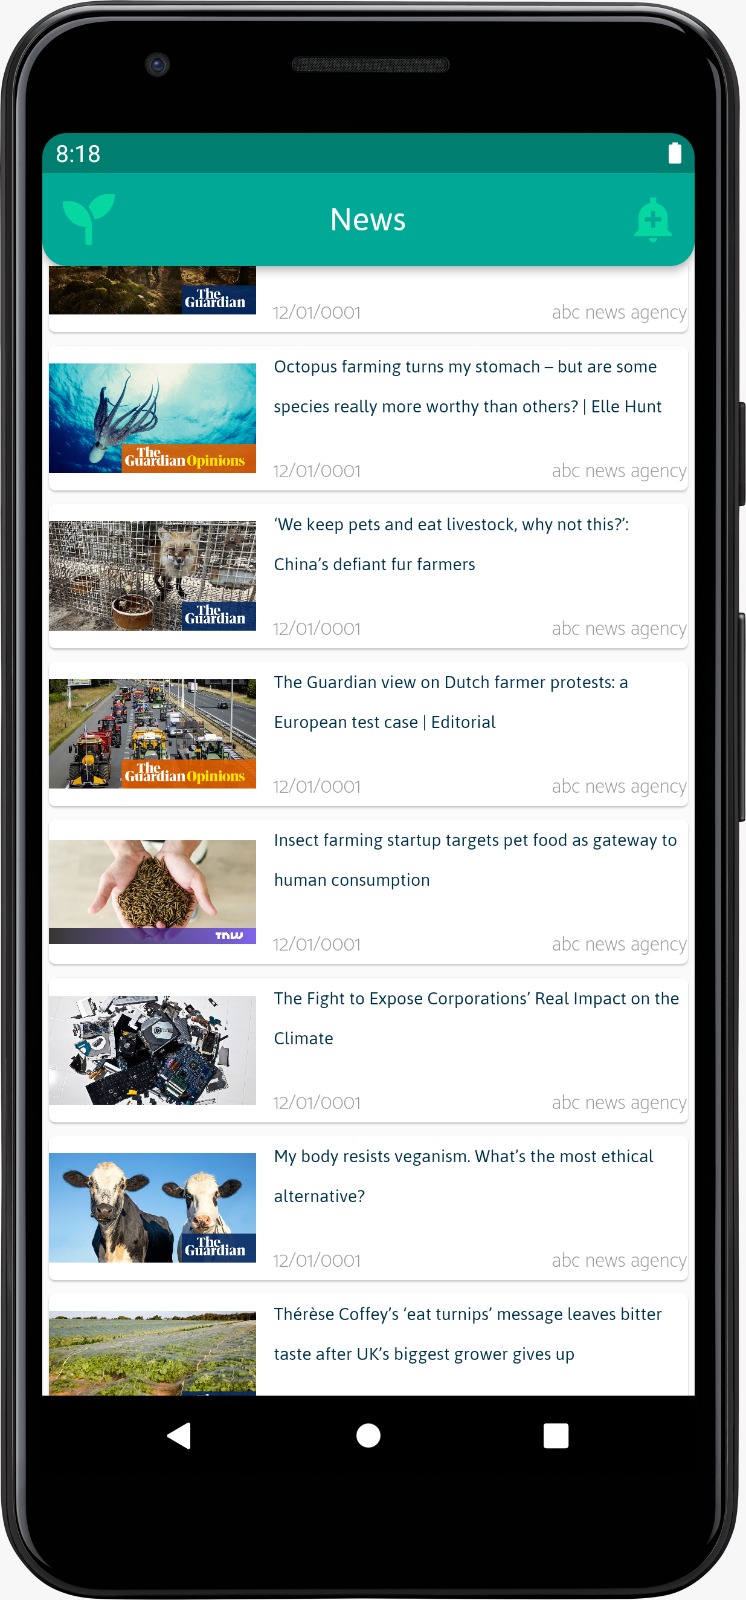 8:18
News
The
Guardian
12/01/0001 abc news agency
Octopus farming turns my stomach – but are some
species really more worthy than others? | Elle Hunt
The
Guardian Opinions
12/01/0001 abc news agency
‘We keep pets and eat livestock, why not this?’:
China’s defiant fur farmers
The
Guardian
12/01/0001 abc news agency
The Guardian view on Dutch farmer protests: a
European test case | Editorial
The
Guardian Opinions
12/01/0001 abc news agency
Insect farming startup targets pet food as gateway to
human consumption
TNW
12/01/0001 abc news agency
The Fight to Expose Corporations’ Real Impact on the
Climate
12/01/0001 abc news agency
My body resists veganism. What’s the most ethical
alternative?
The
Guardian
12/01/0001 abc news agency
Thérèse Coffey’s ‘eat turnips’ message leaves bitter
taste after UK’s biggest grower gives up